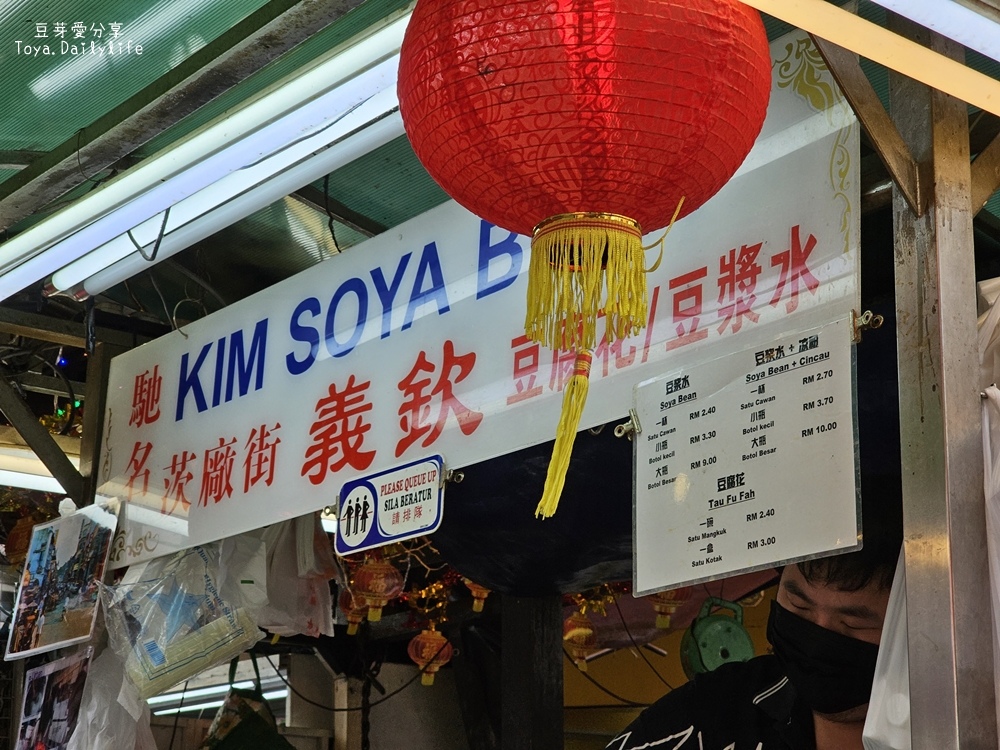 豆芽愛分享
Toya.Dailylife
KIM SOYA B
馳名 茨廠街 義欽 豆腐花/豆漿水
PLEASE QUEUE UP
SILA BERATUR
請排隊
豆浆水
Soya Bean
一杯
Satu Cawan RM 2.40
小瓶
Botol kecil RM 3.30
大瓶
Botol Besar RM 9.00
豆浆水 + 凉粉
Soya Bean + Cincau
一杯
Satu Cawan RM 2.70
小瓶
Botol kecil RM 3.70
大瓶
Botol Besar RM 10.00
豆腐花
Tau Fu Fah
一碗
Satu Mangkuk RM 2.40
一盒
Satu Kotak RM 3.00